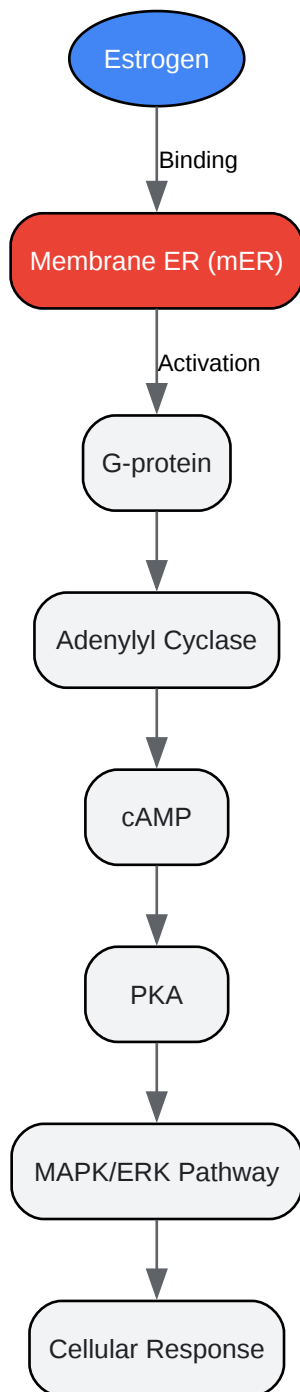 Estrogen
Binding
Membrane ER (mER)
Activation
G-protein
Adenylyl Cyclase
cAMP
PKA
MAPK/ERK Pathway
Cellular Response